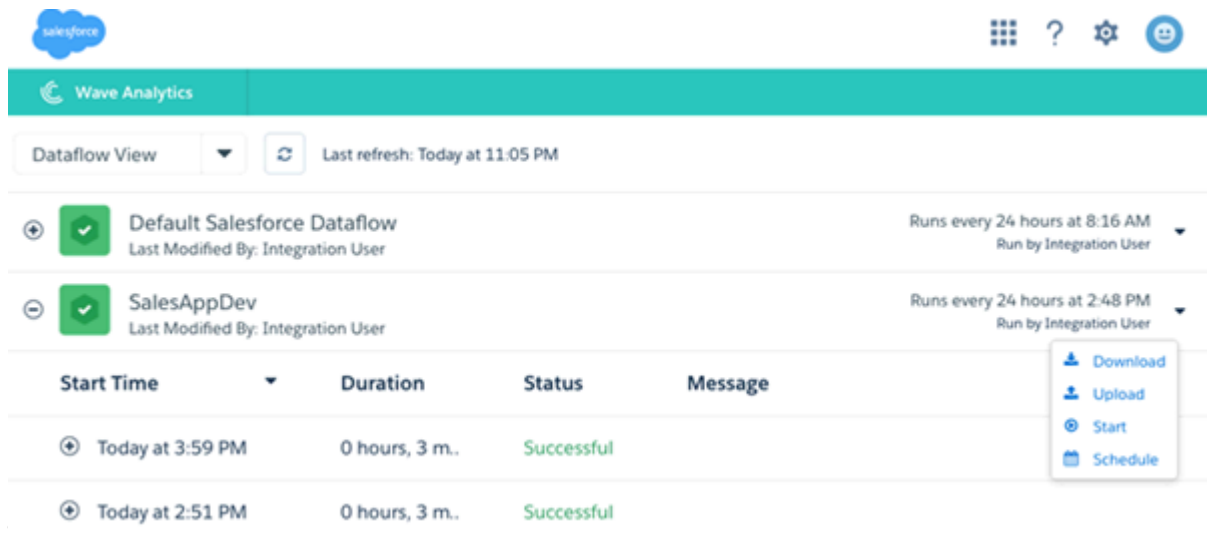 salesforce
?
Wave Analytics
Dataflow View
Last refresh: Today at 11:05 PM
Default Salesforce Dataflow
Runs every 24 hours at 8:16 AM
Last Modified By: Integration User
Run by Integration User
SalesAppDev
Runs every 24 hours at 2:48 PM
Last Modified By: Integration User
Run by Integration User
Download
Upload
Start
Schedule
Start Time Duration Status Message
Today at 3:59 PM 0 hours, 3 m.. Successful
Today at 2:51 PM 0 hours, 3 m.. Successful